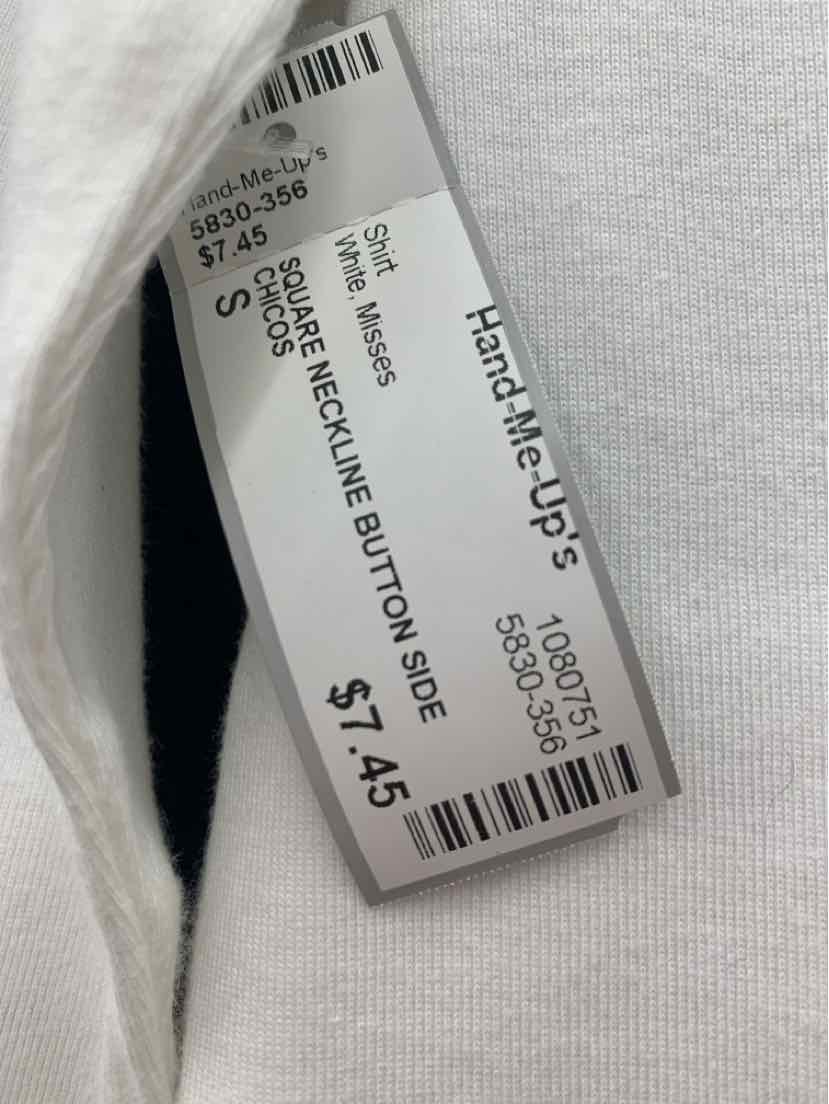 Hand-Me-Up's
5830-356
$7.45
Hand-Me-Up's
1080751
5830-356
Shirt
White, Misses
SQUARE NECKLINE BUTTON SIDE
CHICOS
S
$7.45